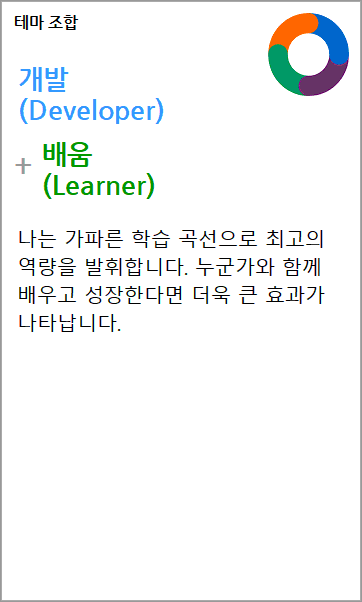 테마 조합
개발
(Developer)
+ 배움
(Learner)
나는 가파른 학습 곡선으로 최고의
역량을 발휘합니다. 누군가와 함께
배우고 성장한다면 더욱 큰 효과가
나타납니다.